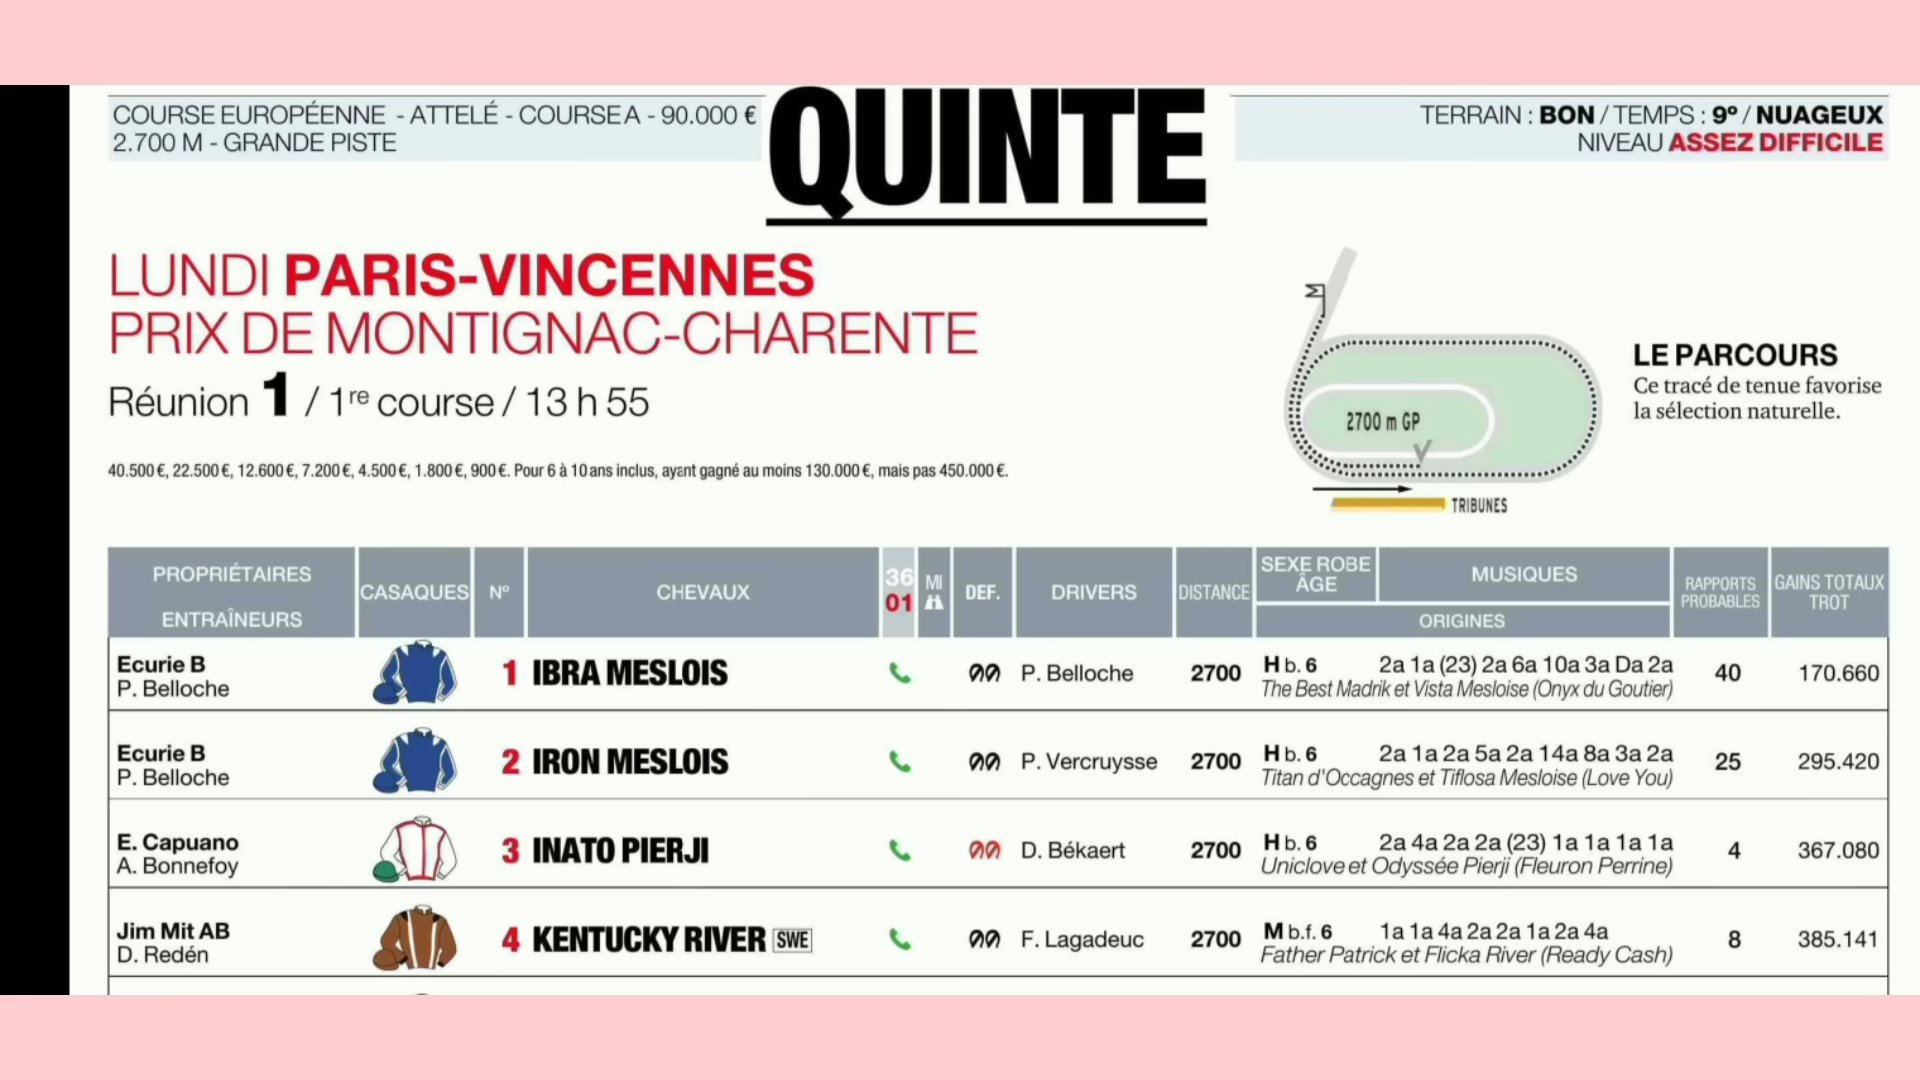 COURSE EUROPÉENNE - ATTELÉ - COURSE A - 90.000 €
2.700 M - GRANDE PISTE
QUINTE
TERRAIN : BON / TEMPS : 9º / NUAGEUX
NIVEAU ASSEZ DIFFICILE
LUNDI PARIS-VINCENNES
PRIX DE MONTIGNAC-CHARENTE
Réunion 1 / 1re course / 13 h 55
40.500 €, 22.500 €, 12.600 €, 7.200 €, 4.500 €, 1.800 €, 900 €. Pour 6 à 10 ans inclus, ayant gagné au moins 130.000 €, mais pas 450.000 €.
2700 m GP
TRIBUNES
LE PARCOURS
Ce tracé de tenue favorise
la sélection naturelle.
PROPRIÉTAIRES
ENTRAÎNEURS
CASAQUES
Nº
CHEVAUX
36
01
MI
DEF.
DRIVERS
DISTANCE
SEXE ROBE
ÂGE
MUSIQUES
ORIGINES
RAPPORTS
PROBABLES
GAINS TOTAUX
TROT
Ecurie B
P. Belloche
1 IBRA MESLOIS
P. Belloche
2700
H b. 6 2a 1a (23) 2a 6a 10a 3a Da 2a
The Best Madrik et Vista Mesloise (Onyx du Goutier)
40
170.660
Ecurie B
P. Belloche
2 IRON MESLOIS
P. Vercruysse
2700
H b. 6 2a 1a 2a 5a 2a 14a 8a 3a 2a
Titan d'Occagnes et Tiflosa Mesloise (Love You)
25
295.420
E. Capuano
A. Bonnefoy
3 INATO PIERJI
D. Békaert
2700
H b. 6 2a 4a 2a 2a (23) 1a 1a 1a 1a
Uniclove et Odyssée Pierji (Fleuron Perrine)
4
367.080
Jim Mit AB
D. Redén
4 KENTUCKY RIVER SWE
F. Lagadeuc
2700
M b.f. 6 1a 1a 4a 2a 2a 1a 2a 4a
Father Patrick et Flicka River (Ready Cash)
8
385.141